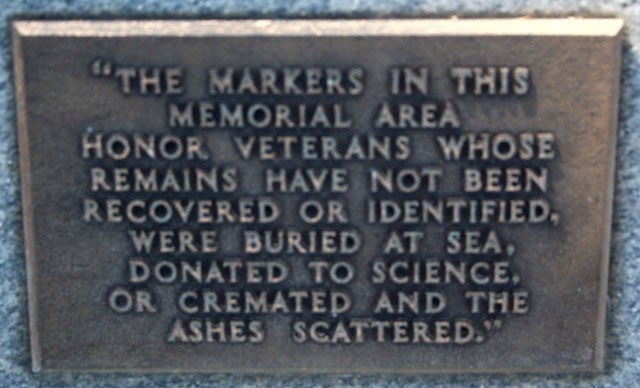 "THE MARKERS IN THIS
MEMORIAL AREA
HONOR VETERANS WHOSE
REMAINS HAVE NOT BEEN
RECOVERED OR IDENTIFIED,
WERE BURIED AT SEA,
DONATED TO SCIENCE,
OR CREMATED AND THE
ASHES SCATTERED."